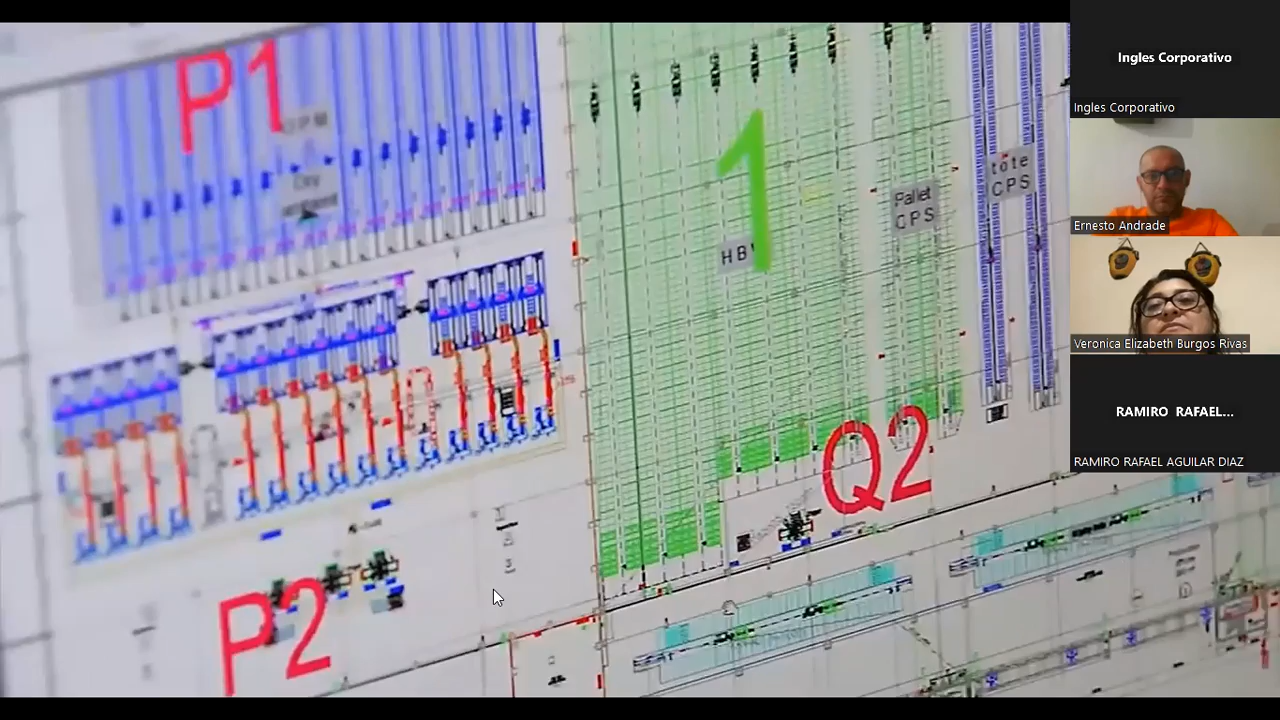 P1
1
HB
Pallet
CPS
tote
CPS
Q2
P2
Ingles Corporativo
Ingles Corporativo
Ernesto Andrade
Veronica Elizabeth Burgos Rivas
RAMIRO RAFAEL...
RAMIRO RAFAEL AGUILAR DIAZ